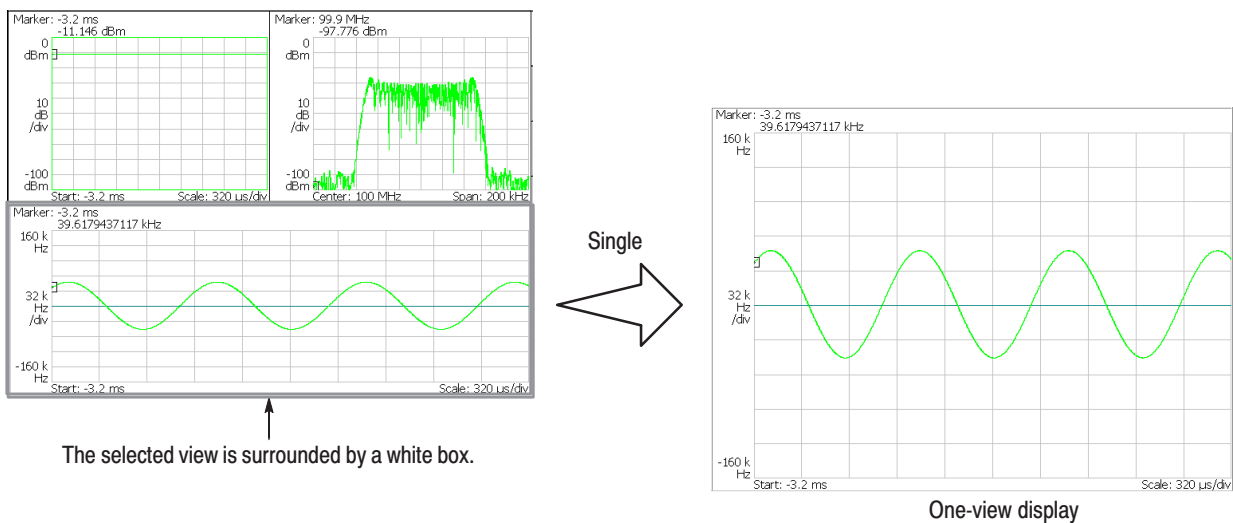 Marker: -3.2 ms
-11.146 dBm
0
dBm
10
dB
/div
-100
dBm
Start: -3.2 ms Scale: 320 µs/div
Marker: 99.9 MHz
-97.776 dBm
0
dBm
10
dB
/div
-100
dBm
Center: 100 MHz Span: 200 kHz
Marker: -3.2 ms
39.6179437117 kHz
160 k
Hz
32 k
Hz
/div
-160 k
Hz
Start: -3.2 ms Scale: 320 µs/div
The selected view is surrounded by a white box.
Single
Marker: -3.2 ms
39.6179437117 kHz
160 k
Hz
32 k
Hz
/div
-160 k
Hz
Start: -3.2 ms Scale: 320 µs/div
One-view display